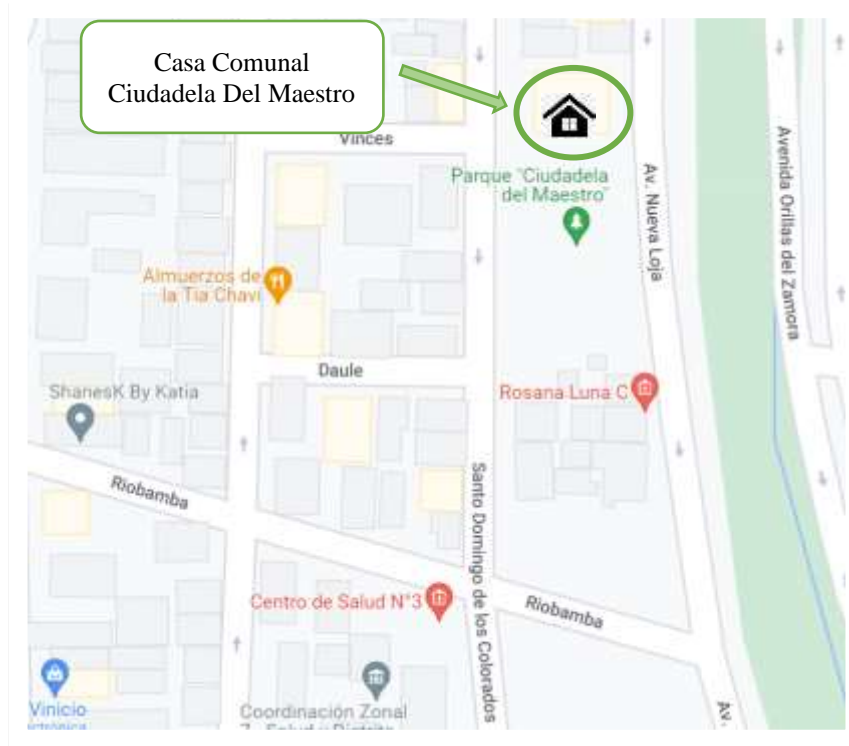 Casa Comunal
Ciudadela Del Maestro
Vinces
Parque "Ciudadela
del Maestro"
Av. Nueva Loja
Avenida Orillas del Zamora
Almuerzos de
la Tia Chavi
Daule
ShanesK By Katia
Rosana Luna C
Riobamba
Santo Domingo de los Colorados
Centro de Salud N°3
Riobamba
Vinicio
Coordinación Zonal
Av.